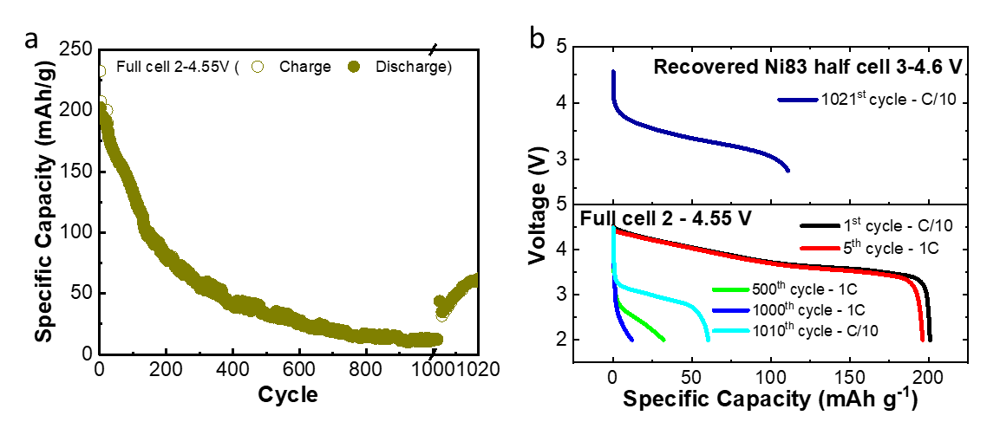 a
Full cell 2-4.55V ( Charge Discharge)
Specific Capacity (mAh/g)
250
200
150
100
50
0
0 200 400 600 800 1000 1020
Cycle
b
Voltage (V)
5
4
3
5
4
3
2
Recovered Ni83 half cell 3-4.6 V
1021st cycle - C/10
Full cell 2 - 4.55 V
1st cycle - C/10
5th cycle - 1C
500th cycle - 1C
1000th cycle - 1C
1010th cycle - C/10
0 50 100 150 200
Specific Capacity (mAh g-1)